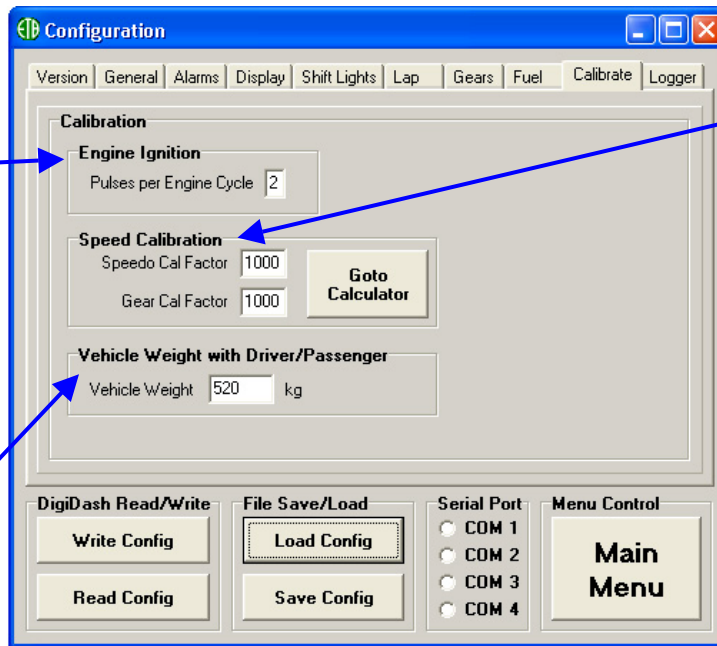 ETB Configuration
Version General Alarms Display Shift Lights Lap Gears Fuel Calibrate Logger
Calibration
Engine Ignition
Pulses per Engine Cycle 2
Speed Calibration
Speedo Cal Factor 1000
Gear Cal Factor 1000
Goto
Calculator
Vehicle Weight with Driver/Passenger
Vehicle Weight 520 kg
DigiDash Read/Write
Write Config
Read Config
File Save/Load
Load Config
Save Config
Serial Port
COM 1
COM 2
COM 3
COM 4
Menu Control
Main
Menu